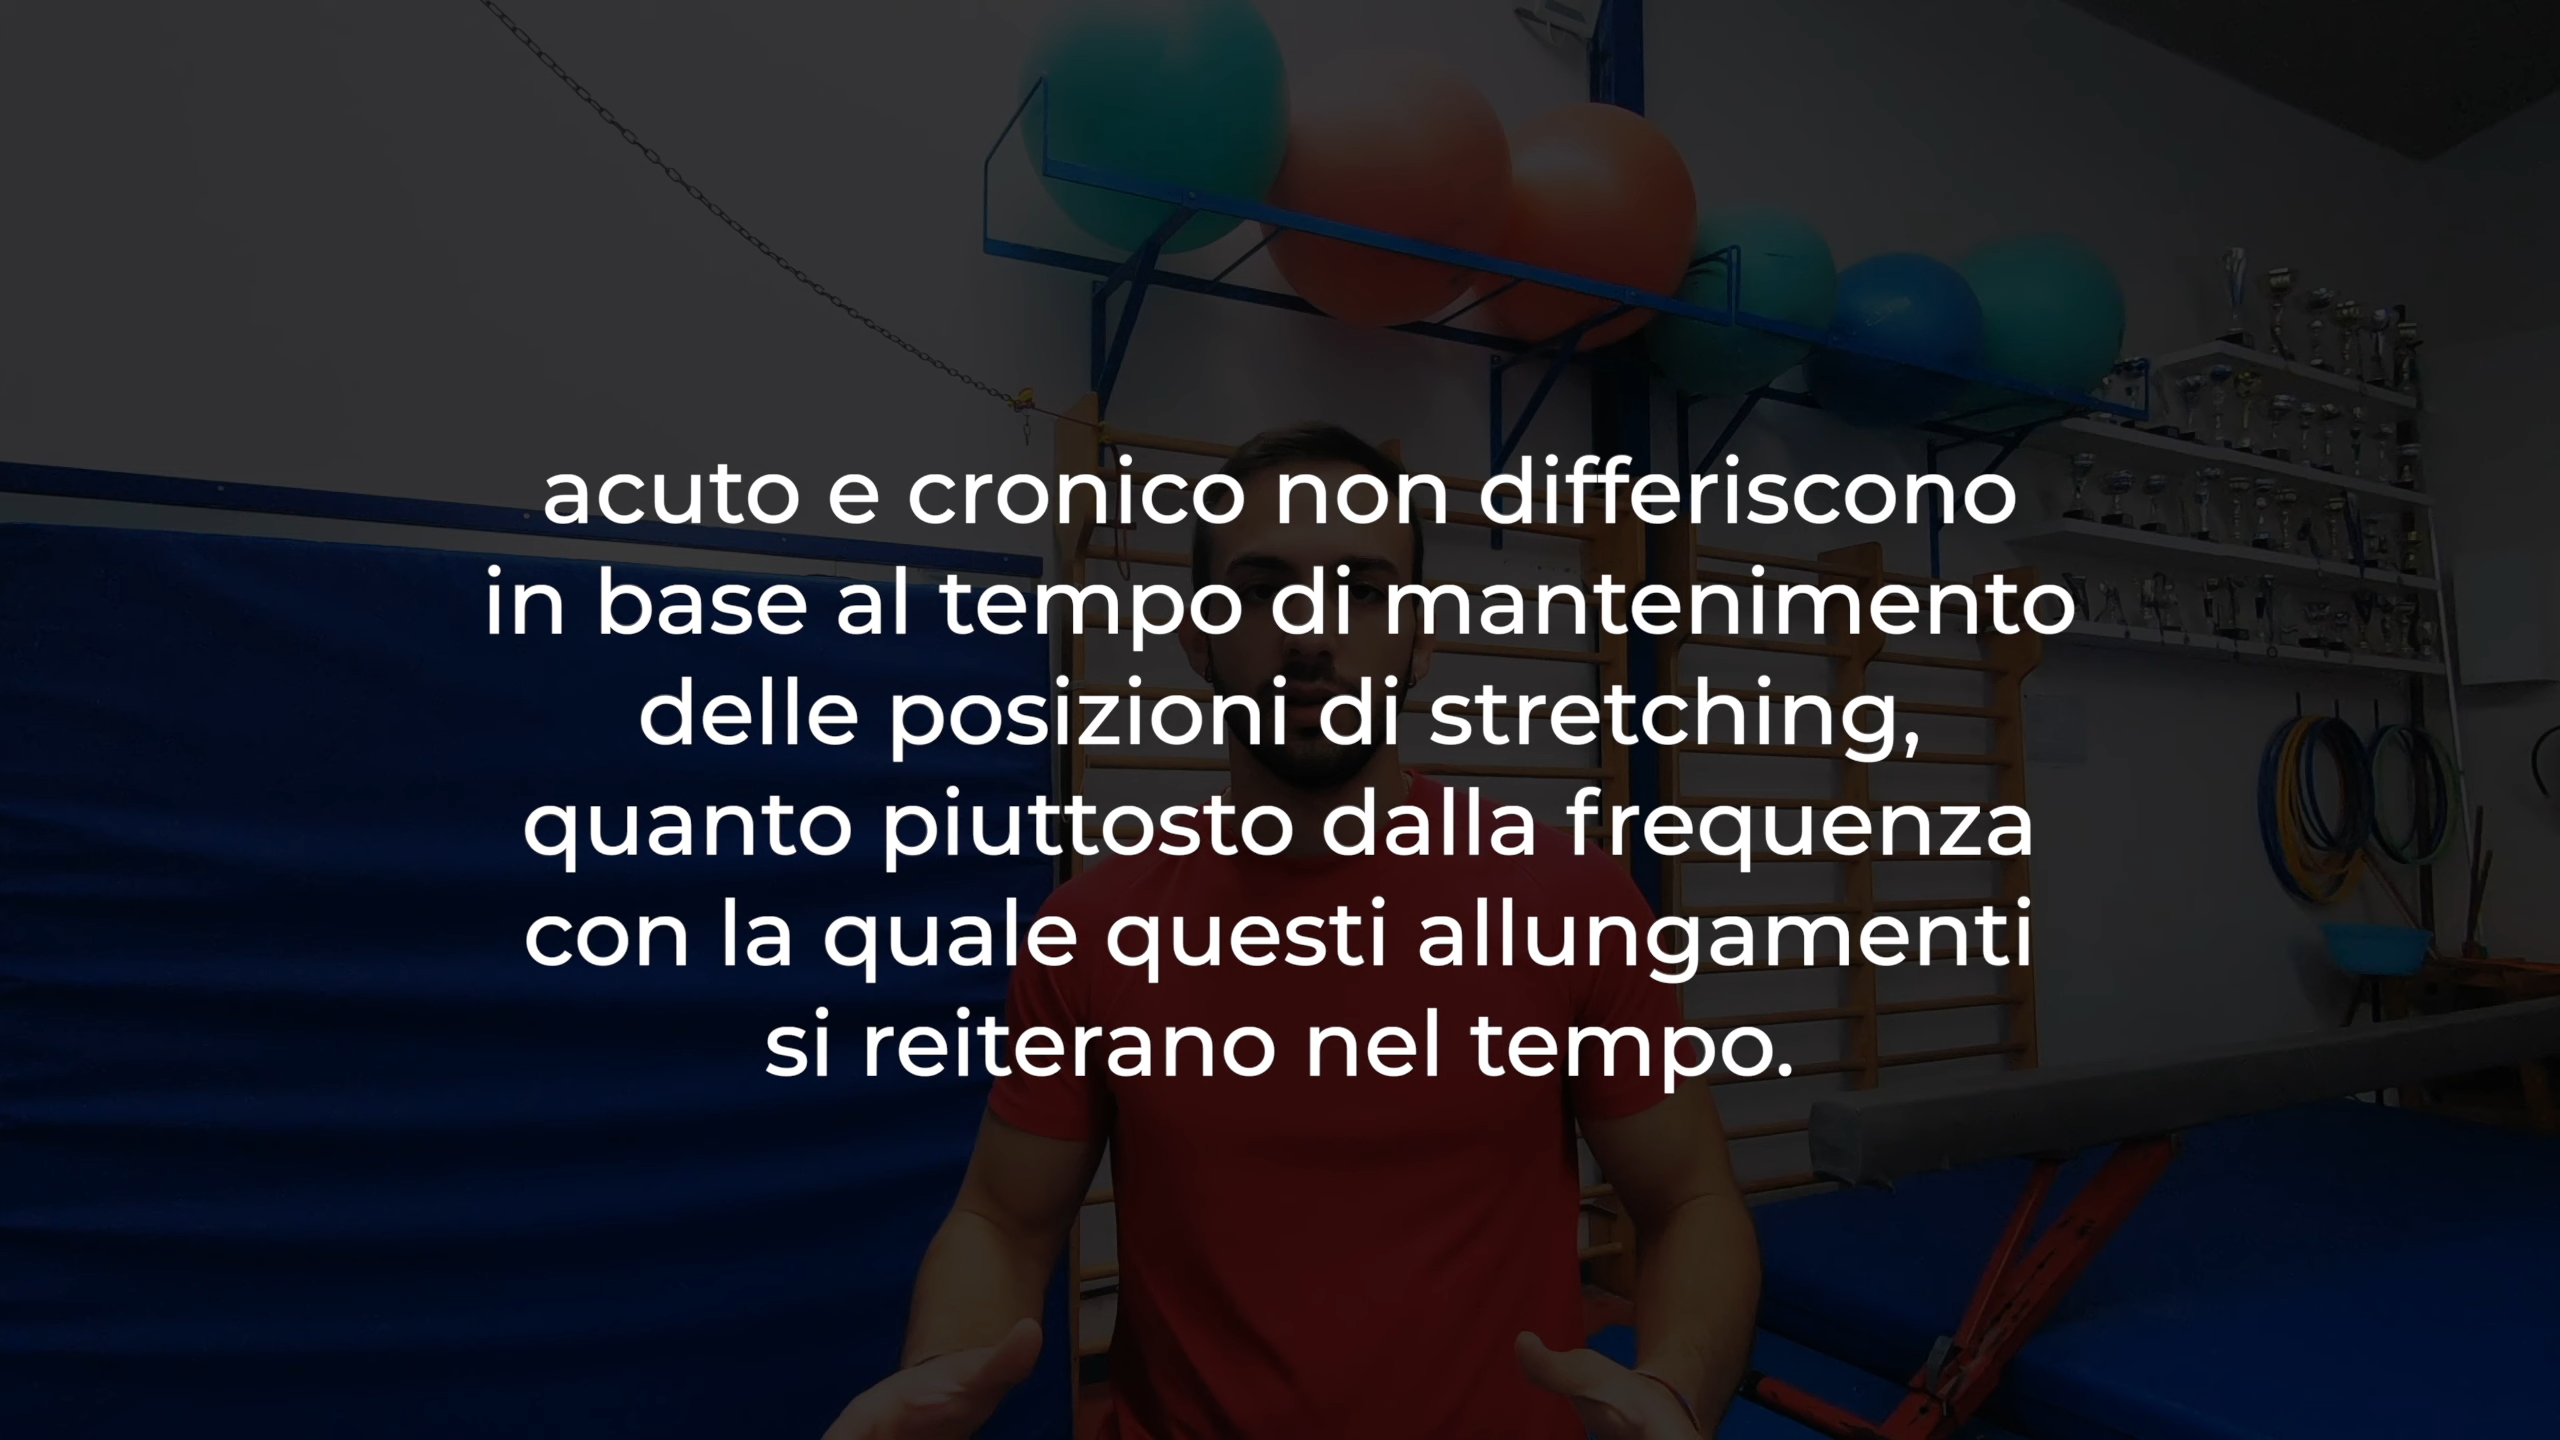 acuto e cronico non differiscono
in base al tempo di mantenimento
delle posizioni di stretching,
quanto piuttosto dalla frequenza
con la quale questi allungamenti
si reiterano nel tempo.